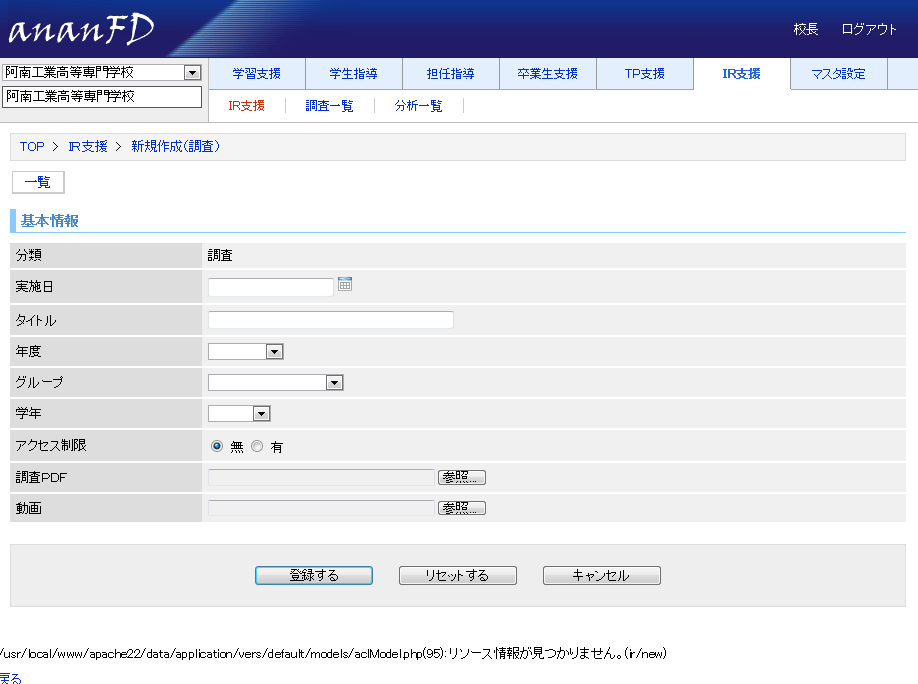 ananFD
校長 ログアウト
阿南工業高等専門学校
阿南工業高等専門学校
学習支援 学生指導 担任指導 卒業生支援 TP支援 IR支援 マスタ設定
IR支援 調査一覧 分析一覧
TOP > IR支援 > 新規作成(調査)
一覧
基本情報
分類 調査
実施日
タイトル
年度
グループ
学年
アクセス制限 無 有
調査PDF 参照...
動画 参照...
登録する リセットする キャンセル
/usr/local/www/apache22/data/application/vers/default/models/aclModel.php(95):リソース情報が見つかりません。(ir/new)
戻る